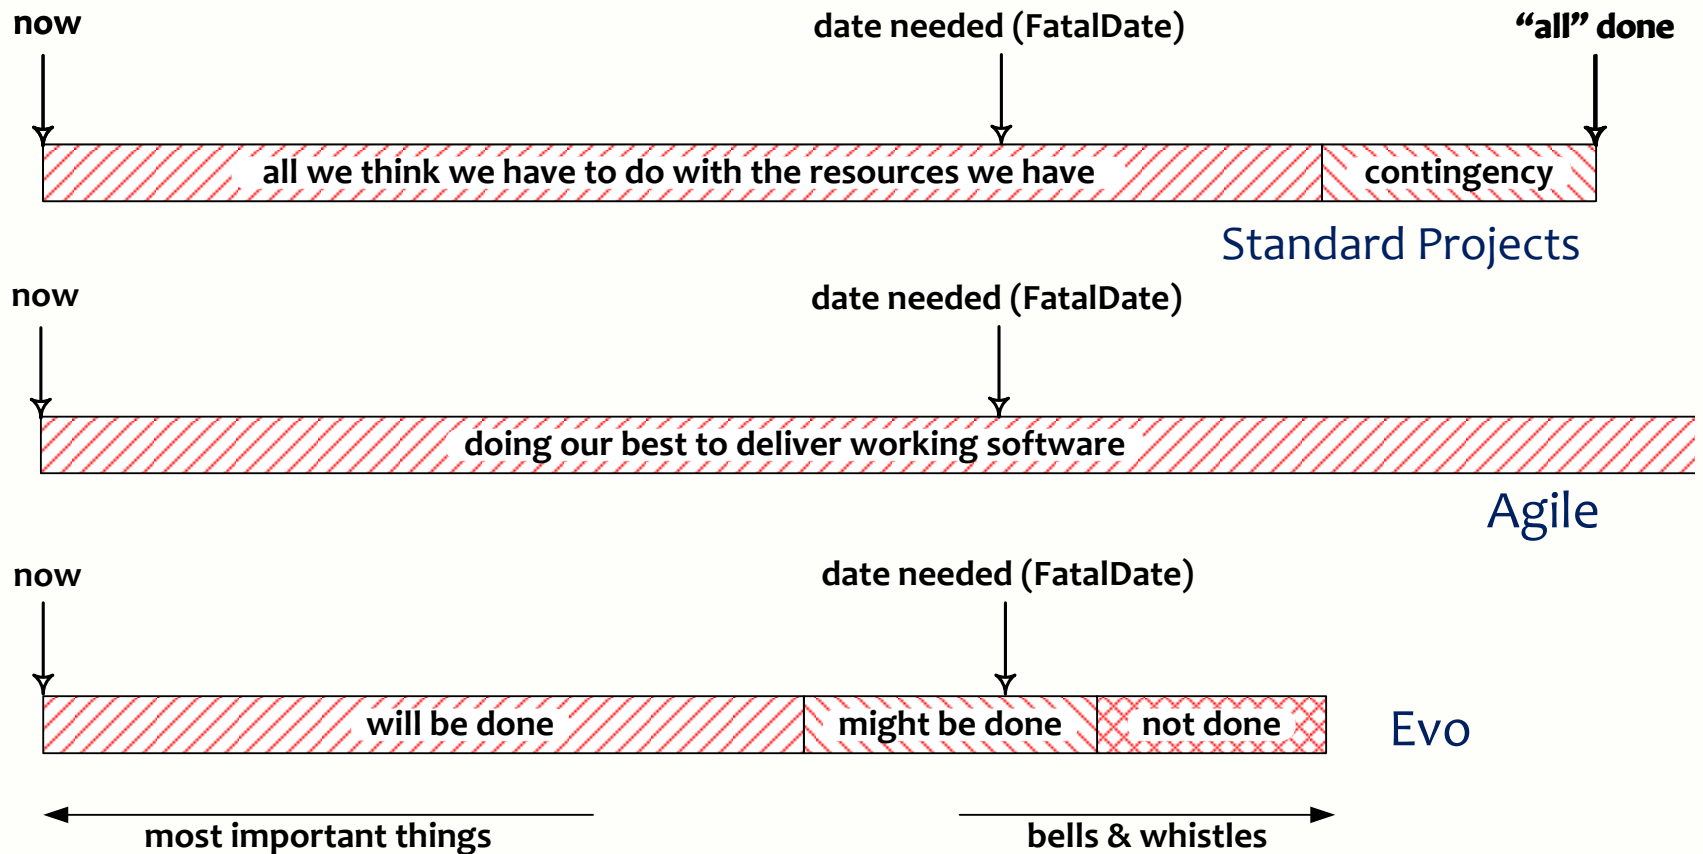 now
date needed (FatalDate)
“all” done
all we think we have to do with the resources we have
contingency
Standard Projects
now
date needed (FatalDate)
doing our best to deliver working software
Agile
now
date needed (FatalDate)
will be done
might be done
not done
Evo
most important things
bells & whistles